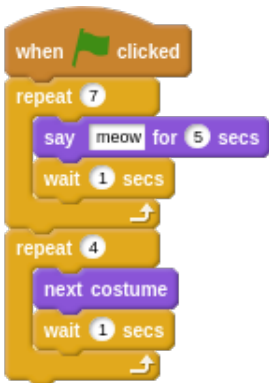 when clicked
repeat 7
say meow for 5 secs
wait 1 secs
repeat 4
next costume
wait 1 secs